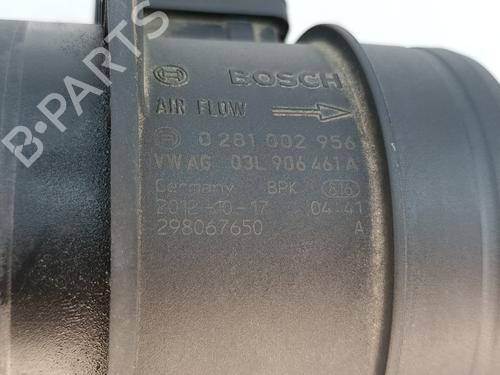 BOSCH
AIR FLOW
0 281 002 956
VW AG 03L 906 461 A
Germany BPK 816
2012-10-17 04:41
298067650 A
B-PARTS